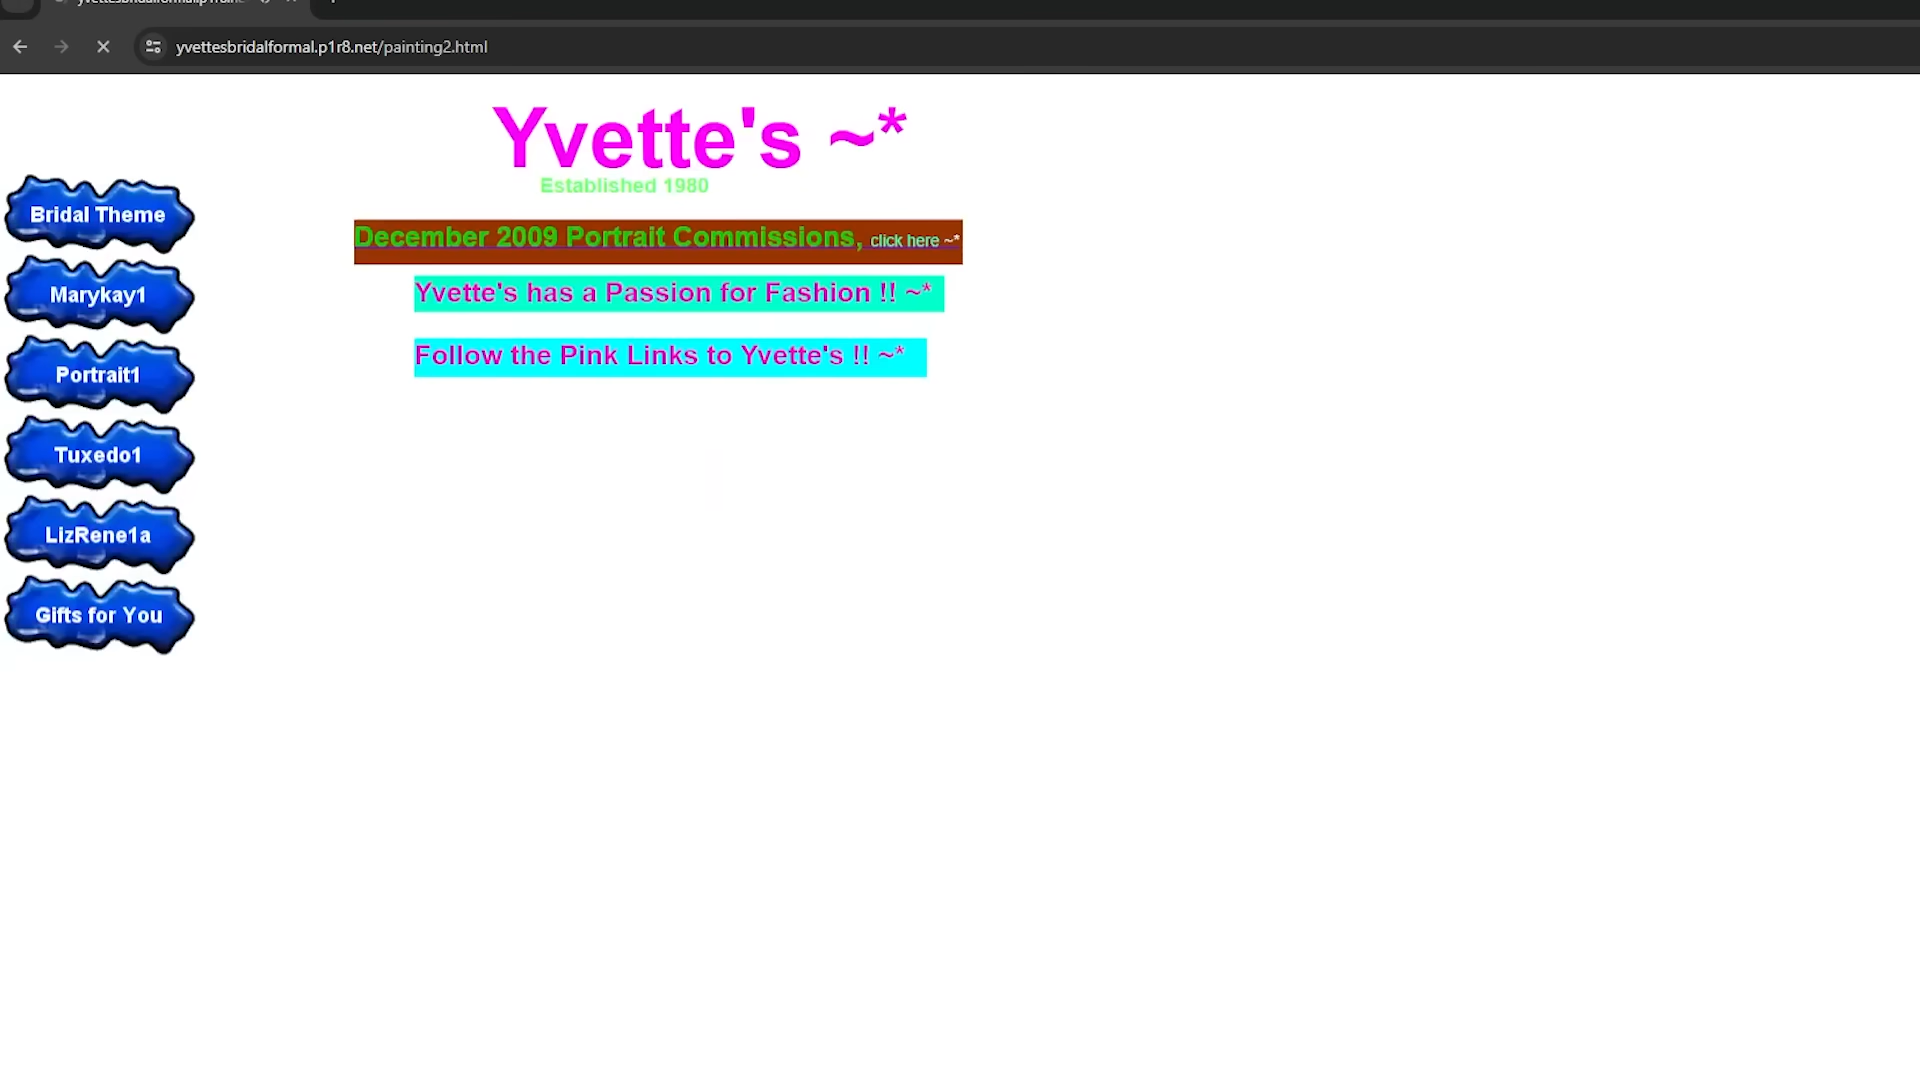 yvettesbridalformal.p1r8.net/painting2.html
Yvette's ~*
Established 1980
Bridal Theme
December 2009 Portrait Commissions, click here ~*
Marykay1
Yvette's has a Passion for Fashion !! ~*
Follow the Pink Links to Yvette's !! ~*
Portrait1
Tuxedo1
LizRene1a
Gifts for You